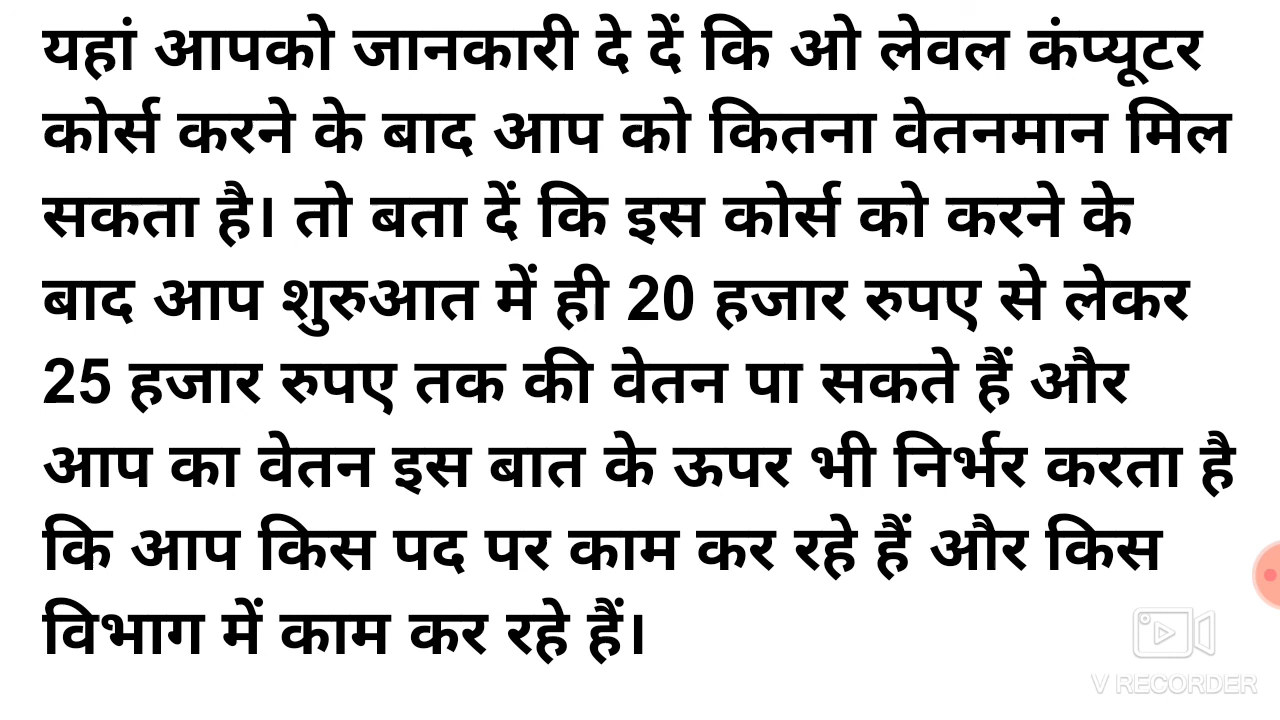 यहां आपको जानकारी दे दें कि ओ लेवल कंप्यूटर
कोर्स करने के बाद आप को कितना वेतनमान मिल
सकता है। तो बता दें कि इस कोर्स को करने के
बाद आप शुरुआत में ही 20 हजार रुपए से लेकर
25 हजार रुपए तक की वेतन पा सकते हैं और
आप का वेतन इस बात के ऊपर भी निर्भर करता है
कि आप किस पद पर काम कर रहे हैं और किस
विभाग में काम कर रहे हैं।
V RECORDER